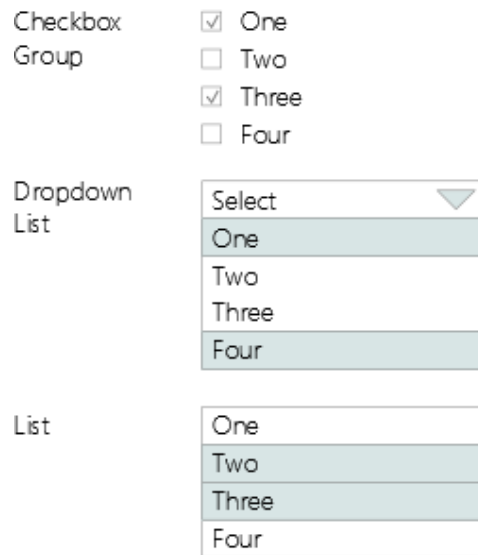 Checkbox
Group
One
Two
Three
Four
Dropdown
List
Select
One
Two
Three
Four
List
One
Two
Three
Four